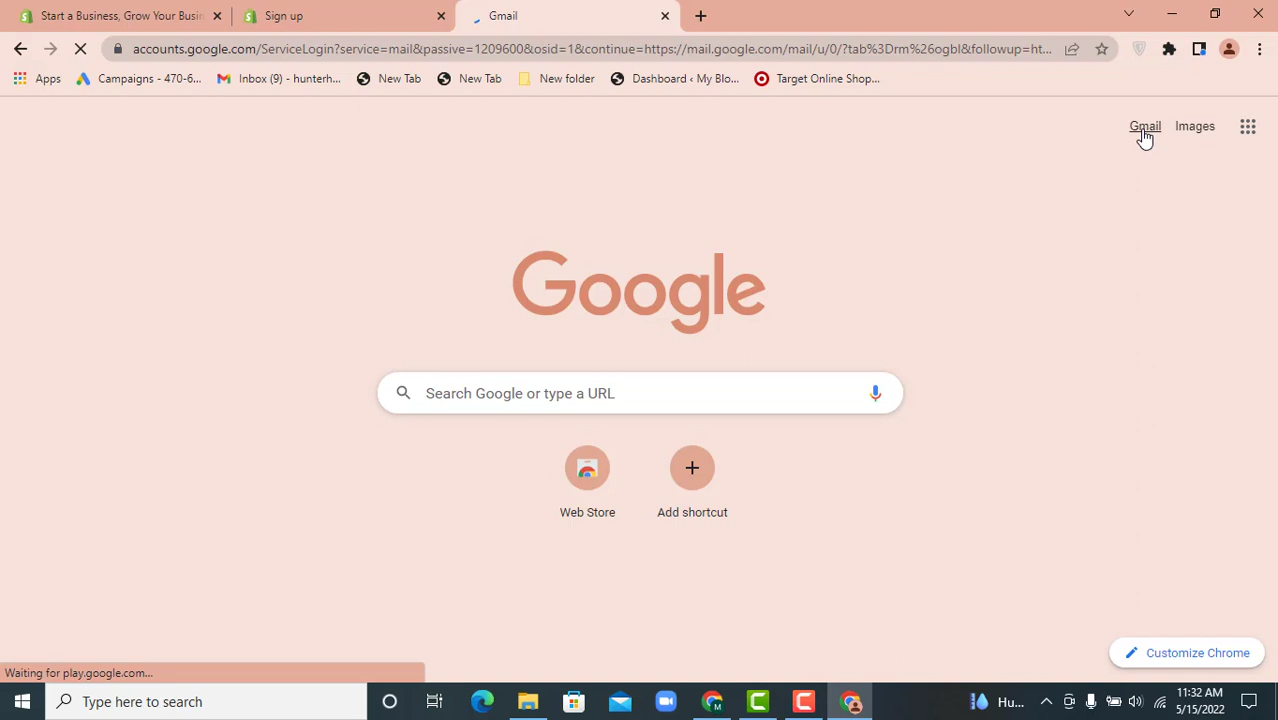 Start a Business, Grow Your Busin
Sign up
Gmail
accounts.google.com/ServiceLogin?service=mail&passive=1209600&osid=1&continue=https://mail.google.com/mail/u/0/?tab%3Drm%26ogbl&followup=ht...
Apps
Campaigns - 470-6...
Inbox (9) - hunterh...
New Tab
New Tab
New folder
Dashboard ‹ My Blo...
Target Online Shop...
Gmail
Images
Google
Search Google or type a URL
Web Store
Add shortcut
Customize Chrome
Waiting for play.google.com...
Type here to search
M
Hu...
11:32 AM
5/15/2022